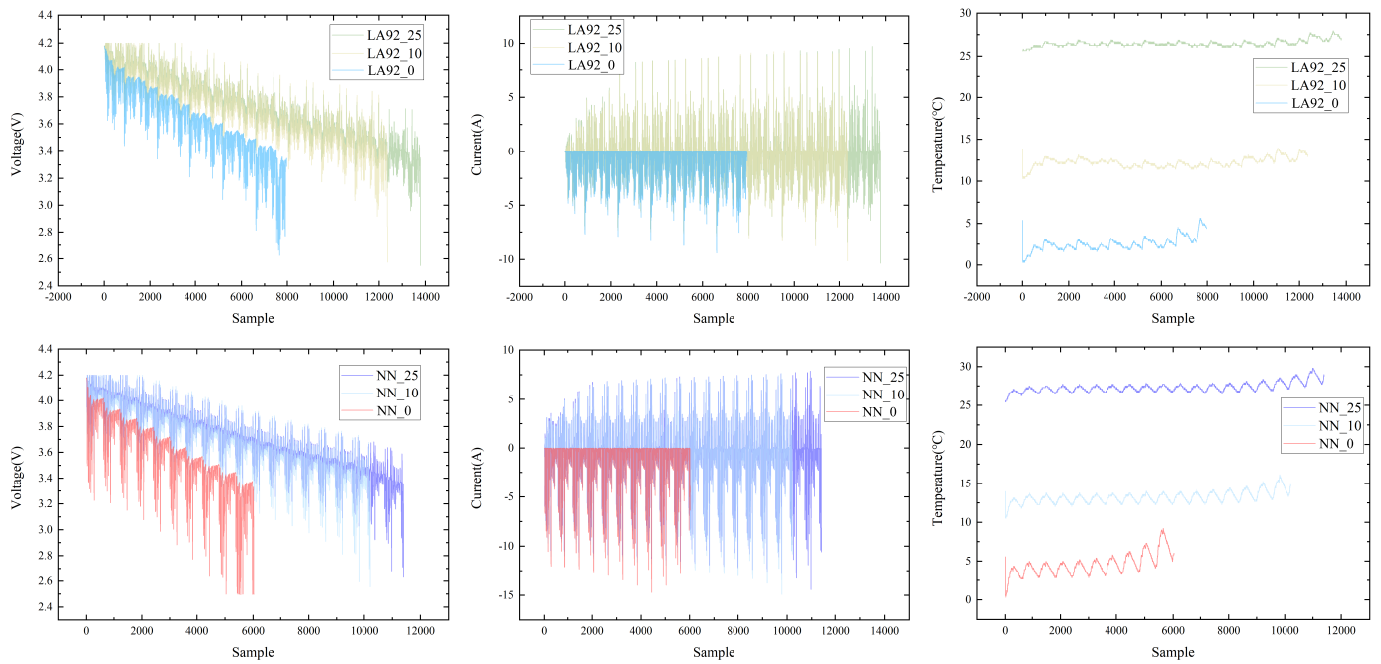 4.4
4.2
4.0
3.8
3.6
3.4
3.2
3.0
2.8
2.6
2.4
Voltage(V)
-2000 0 2000 4000 6000 8000 10000 12000 14000
Sample
LA92_25
LA92_10
LA92_0
10
5
0
-5
-10
Current(A)
-2000 0 2000 4000 6000 8000 10000 12000 14000
Sample
LA92_25
LA92_10
LA92_0
30
25
20
15
10
5
0
Temperature(°C)
-2000 0 2000 4000 6000 8000 10000 12000 14000
Sample
LA92_25
LA92_10
LA92_0
4.4
4.2
4.0
3.8
3.6
3.4
3.2
3.0
2.8
2.6
2.4
Voltage(V)
0 2000 4000 6000 8000 10000 12000
Sample
NN_25
NN_10
NN_0
10
5
0
-5
-10
-15
Current(A)
0 2000 4000 6000 8000 10000 12000 14000
Sample
NN_25
NN_10
NN_0
30
25
20
15
10
5
0
Temperature(°C)
0 2000 4000 6000 8000 10000 12000
Sample
NN_25
NN_10
NN_0